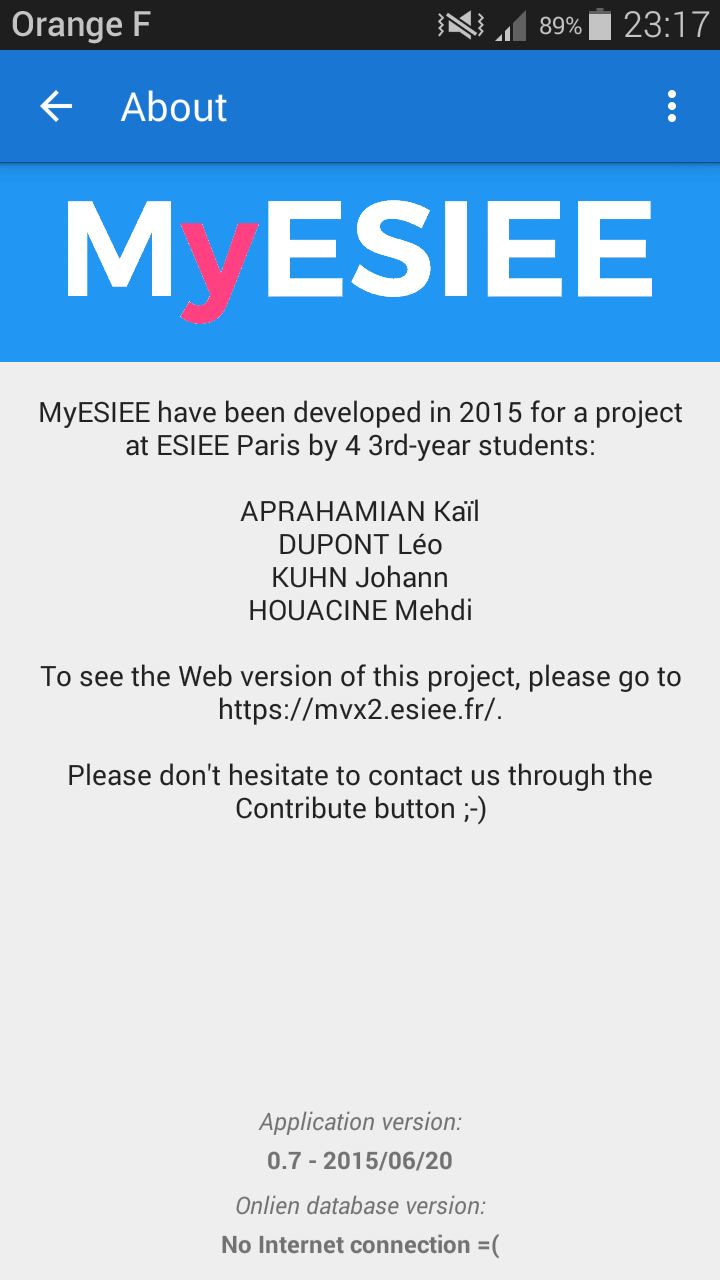 Orange F 89% 23:17
About
MyESIEE
MyESIEE have been developed in 2015 for a project
at ESIEE Paris by 4 3rd-year students:
APRAHAMIAN Kaïl
DUPONT Léo
KUHN Johann
HOUACINE Mehdi
To see the Web version of this project, please go to
https://mvx2.esiee.fr/.
Please don't hesitate to contact us through the
Contribute button ;-)
Application version:
0.7 - 2015/06/20
Onlien database version:
No Internet connection =(